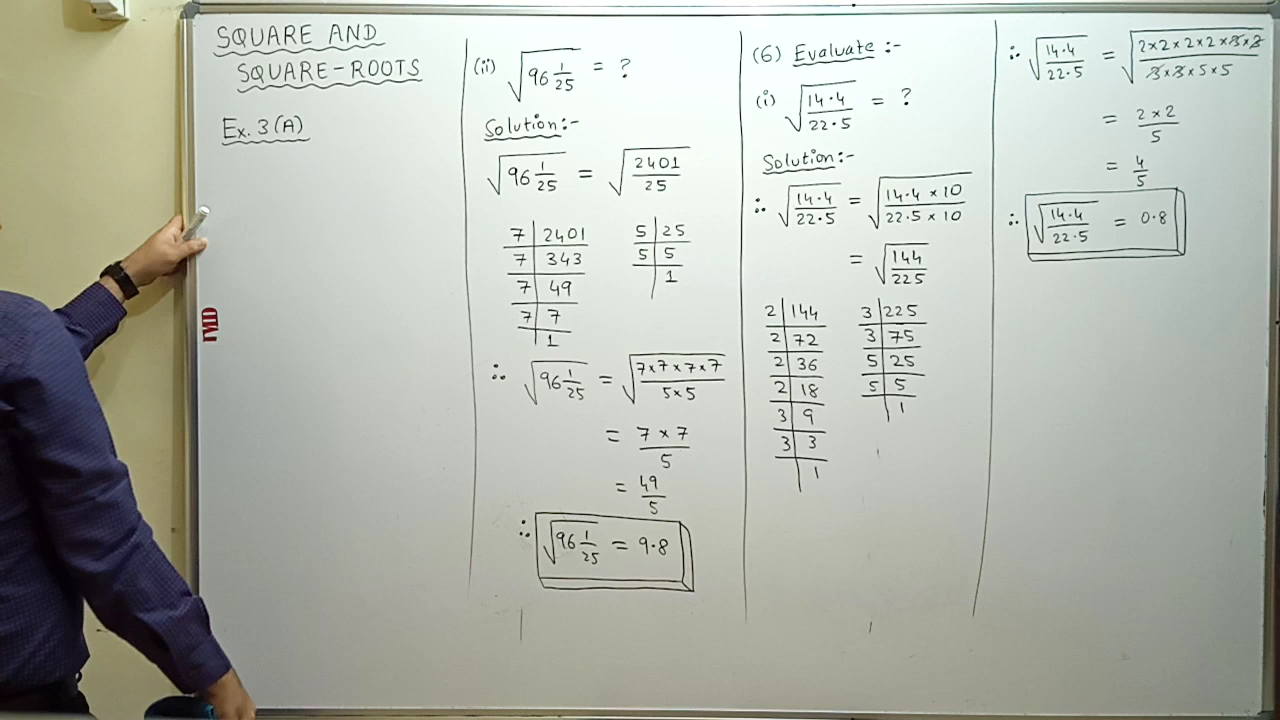 SQUARE AND
SQUARE-ROOTS
Ex. 3(A)
(ii) √(96 1/25) = ?
Solution:-
√(96 1/25) = √(2401/25)
7 | 2401
7 | 343
7 | 49
7 | 7
1
5 | 25
5 | 5
1
∴ √(96 1/25) = √((7×7×7×7)/(5×5))
= (7×7)/5
= 49/5
∴ √(96 1/25) = 9.8
(6) Evaluate:-
(i) √(14.4/22.5) = ?
Solution:-
∴ √(14.4/22.5) = √((14.4×10)/(22.5×10))
= √(144/225)
2 | 144
2 | 72
2 | 36
2 | 18
3 | 9
3 | 3
1
3 | 225
3 | 75
5 | 25
5 | 5
1
∴ √(14.4/22.5) = √((2×2×2×2×3×3)/(3×3×5×5))
= (2×2)/5
= 4/5
∴ √(14.4/22.5) = 0.8